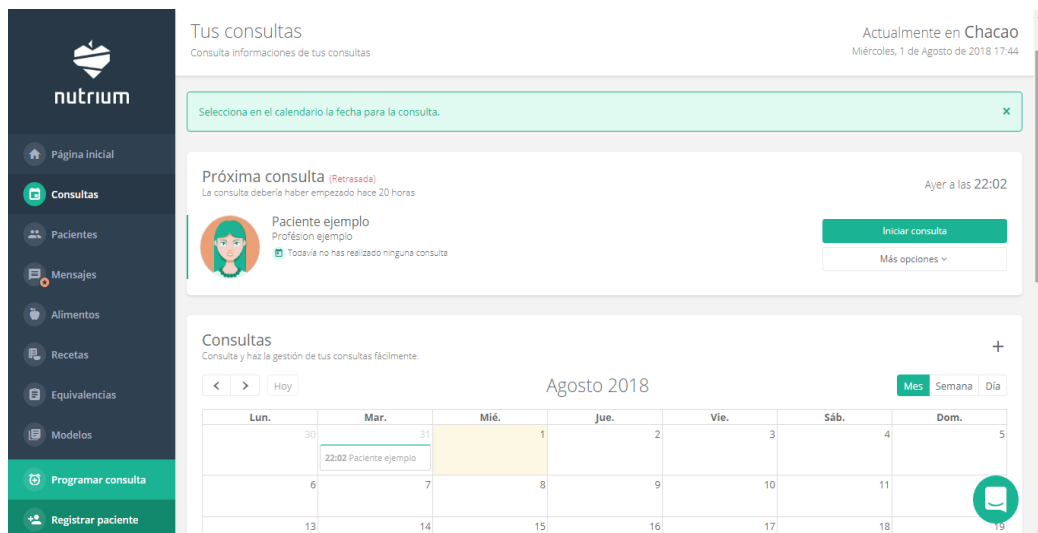 nutrium
Página inicial
Consultas
Pacientes
Mensajes
Alimentos
Recetas
Equivalencias
Modelos
Programar consulta
Registrar paciente
Tus consultas
Consulta informaciones de tus consultas
Actualmente en Chacao
Miércoles, 1 de Agosto de 2018 17:44
Selecciona en el calendario la fecha para la consulta.
×
Próxima consulta (Retrasada)
La consulta debería haber empezado hace 20 horas
Ayer a las 22:02
Paciente ejemplo
Profésion ejemplo
Todavía no has realizado ninguna consulta
Iniciar consulta
Más opciones
Consultas
Consulta y haz la gestión de tus consultas fácilmente.
+
< > Hoy
Agosto 2018
Mes Semana Día
Lun. Mar. Mié. Jue. Vie. Sáb. Dom.
30 31 1 2 3 4 5
22:02 Paciente ejemplo
6 7 8 9 10 11
13 14 15 16 17 18 19